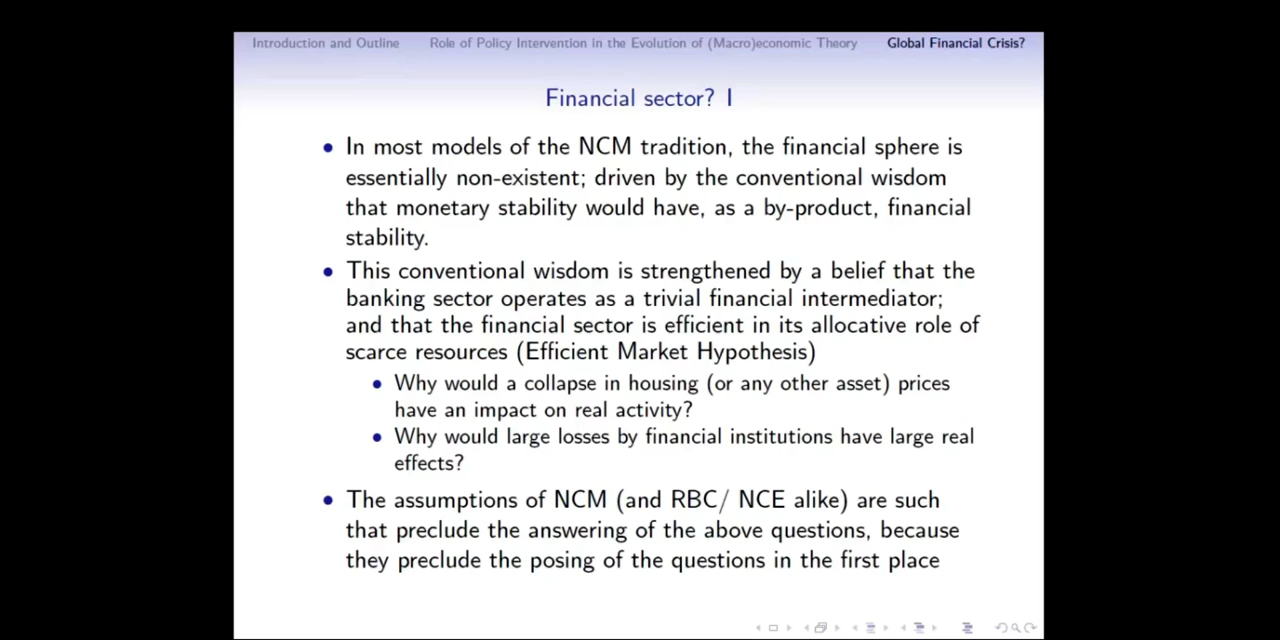 Introduction and Outline Role of Policy Intervention in the Evolution of (Macro)economic Theory Global Financial Crisis?
Financial sector? I
In most models of the NCM tradition, the financial sphere is
essentially non-existent; driven by the conventional wisdom
that monetary stability would have, as a by-product, financial
stability.
This conventional wisdom is strengthened by a belief that the
banking sector operates as a trivial financial intermediator;
and that the financial sector is efficient in its allocative role of
scarce resources (Efficient Market Hypothesis)
Why would a collapse in housing (or any other asset) prices
have an impact on real activity?
Why would large losses by financial institutions have large real
effects?
The assumptions of NCM (and RBC/ NCE alike) are such
that preclude the answering of the above questions, because
they preclude the posing of the questions in the first place